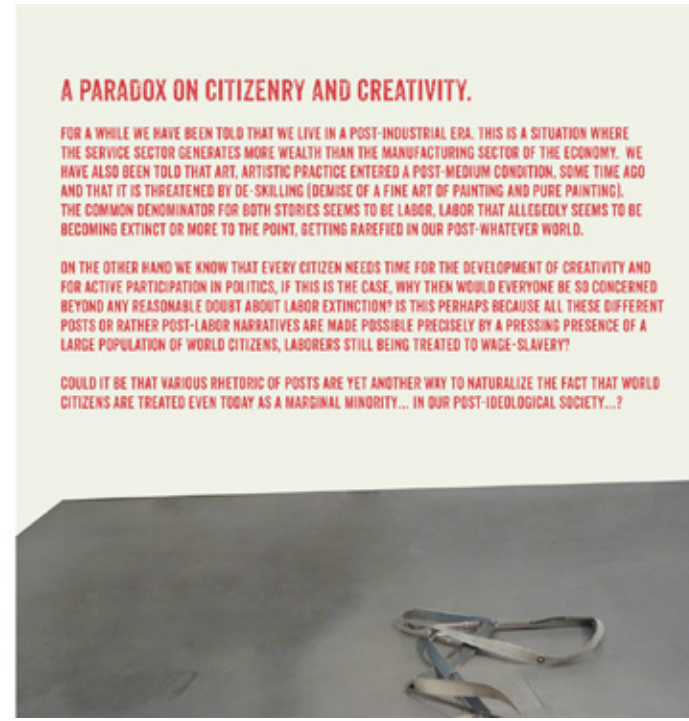 A PARADOX ON CITIZENRY AND CREATIVITY.
FOR A WHILE WE HAVE BEEN TOLD THAT WE LIVE IN A POST-INDUSTRIAL ERA. THIS IS A SITUATION WHERE
THE SERVICE SECTOR GENERATES MORE WEALTH THAN THE MANUFACTURING SECTOR OF THE ECONOMY. WE
HAVE ALSO BEEN TOLD THAT ART, ARTISTIC PRACTICE ENTERED A POST-MEDIUM CONDITION, SOME TIME AGO
AND THAT IT IS THREATENED BY DE-SKILLING (DEMISE OF A FINE ART OF PAINTING AND PURE PAINTING).
THE COMMON DENOMINATOR FOR BOTH STORIES SEEMS TO BE LABOR, LABOR THAT ALLEGEDLY SEEMS TO BE
BECOMING EXTINCT OR MORE TO THE POINT, GETTING RAREFIED IN OUR POST-WHATEVER WORLD.
ON THE OTHER HAND WE KNOW THAT EVERY CITIZEN NEEDS TIME FOR THE DEVELOPMENT OF CREATIVITY AND
FOR ACTIVE PARTICIPATION IN POLITICS, IF THIS IS THE CASE, WHY THEN WOULD EVERYONE BE SO CONCERNED
BEYOND ANY REASONABLE DOUBT ABOUT LABOR EXTINCTION? IS THIS PERHAPS BECAUSE ALL THESE DIFFERENT
POSTS OR RATHER POST-LABOR NARRATIVES ARE MADE POSSIBLE PRECISELY BY A PRESSING PRESENCE OF A
LARGE POPULATION OF WORLD CITIZENS, LABORERS STILL BEING TREATED TO WAGE-SLAVERY?
COULD IT BE THAT VARIOUS RHETORIC OF POSTS ARE YET ANOTHER WAY TO NATURALIZE THE FACT THAT WORLD
CITIZENS ARE TREATED EVEN TODAY AS A MARGINAL MINORITY... IN OUR POST-IDEOLOGICAL SOCIETY...?